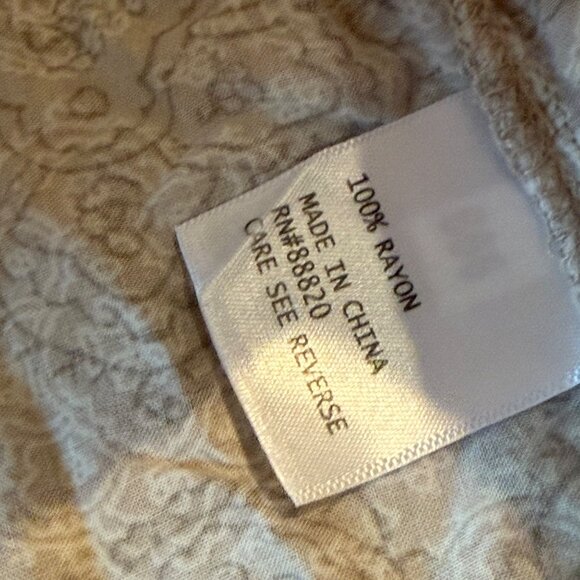 100% RAYON
MADE IN CHINA
RN#88820
CARE SEE REVERSE